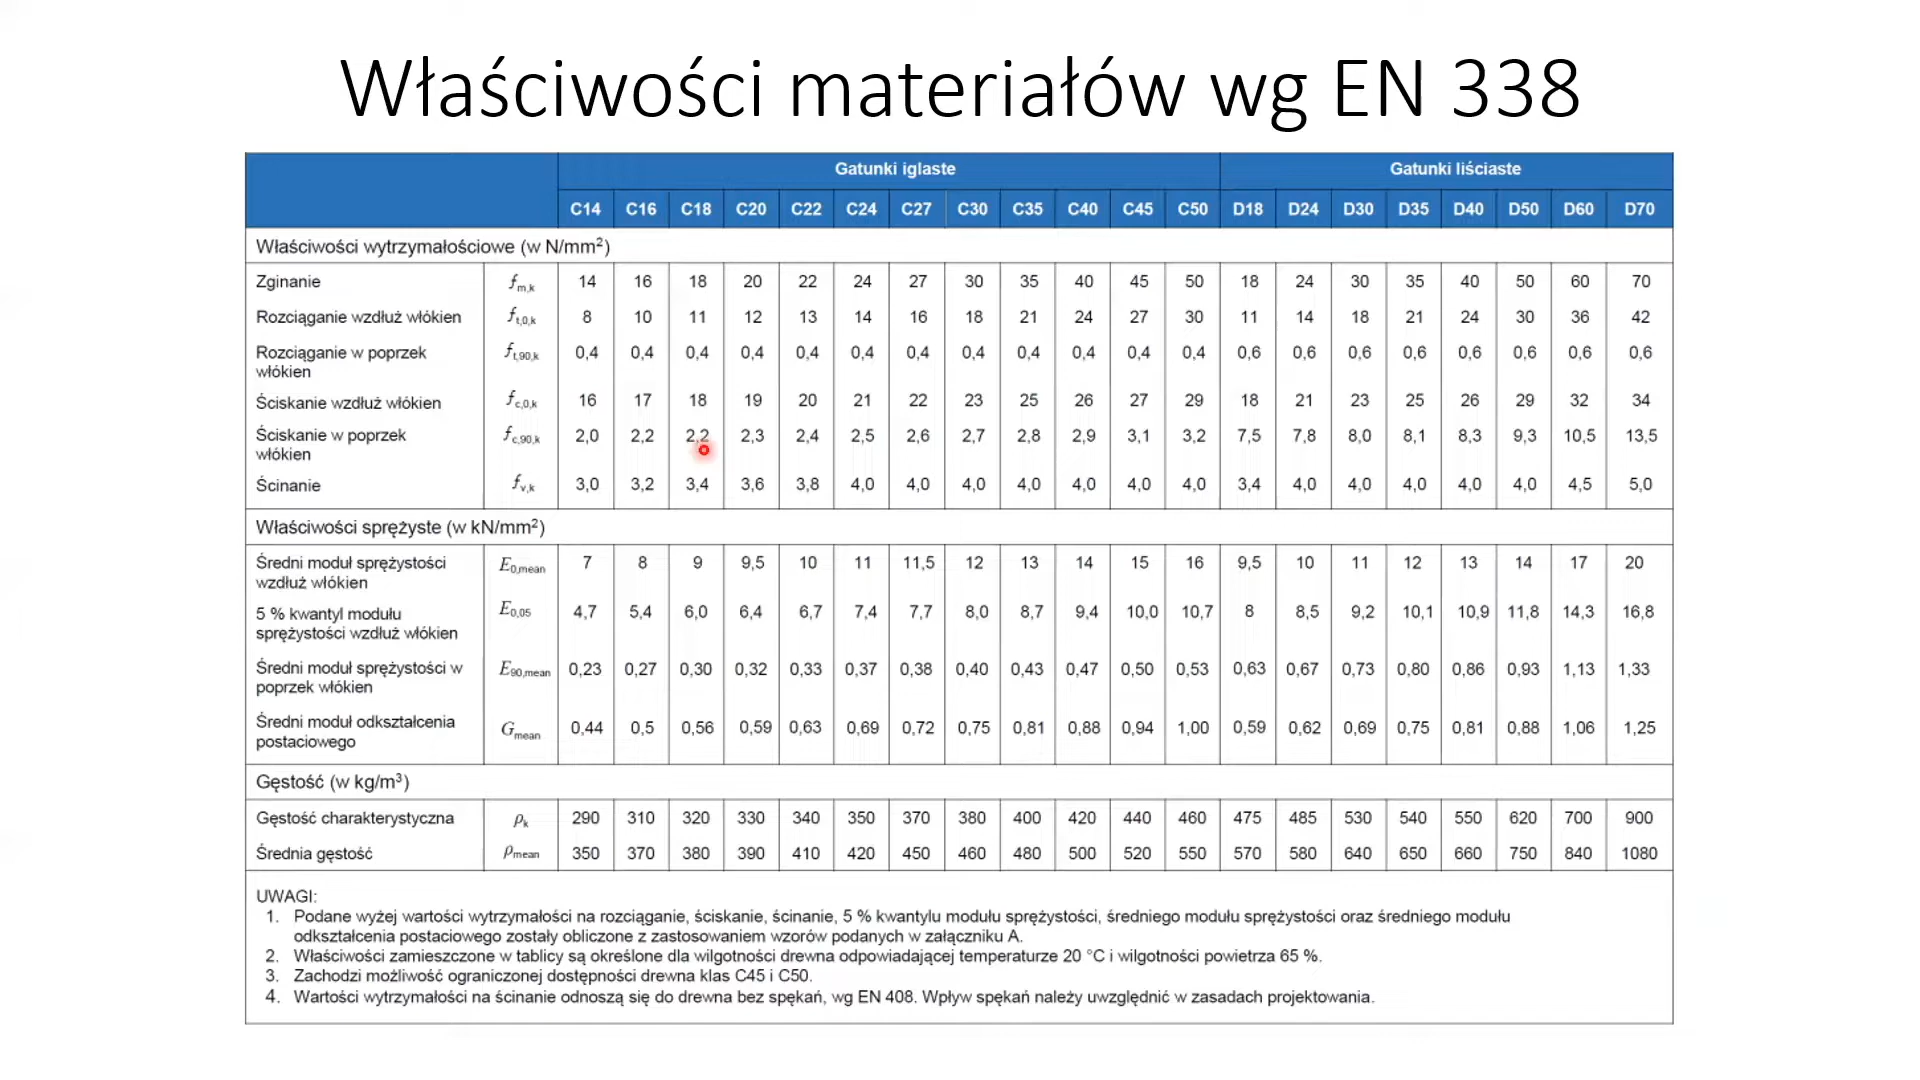 Właściwości materiałów wg EN 338
Gatunki iglaste Gatunki liściaste
C14 C16 C18 C20 C22 C24 C27 C30 C35 C40 C45 C50 D18 D24 D30 D35 D40 D50 D60 D70
Właściwości wytrzymałościowe (w N/mm²)
Zginanie f m,k 14 16 18 20 22 24 27 30 35 40 45 50 18 24 30 35 40 50 60 70
Rozciąganie wzdłuż włókien f t,0,k 8 10 11 12 13 14 16 18 21 24 27 30 11 14 18 21 24 30 36 42
Rozciąganie w poprzek f t,90,k 0,4 0,4 0,4 0,4 0,4 0,4 0,4 0,4 0,4 0,4 0,4 0,4 0,6 0,6 0,6 0,6 0,6 0,6 0,6 0,6
włókien
Ściskanie wzdłuż włókien f c,0,k 16 17 18 19 20 21 22 23 25 26 27 29 18 21 23 25 26 29 32 34
Ściskanie w poprzek f c,90,k 2,0 2,2 2,2 2,3 2,4 2,5 2,6 2,7 2,8 2,9 3,1 3,2 7,5 7,8 8,0 8,1 8,3 9,3 10,5 13,5
włókien
Ścinanie f v,k 3,0 3,2 3,4 3,6 3,8 4,0 4,0 4,0 4,0 4,0 4,0 4,0 3,4 4,0 4,0 4,0 4,0 4,0 4,5 5,0
Właściwości sprężyste (w kN/mm²)
Średni moduł sprężystości E 0,mean 7 8 9 9,5 10 11 11,5 12 13 14 15 16 9,5 10 11 12 13 14 17 20
wzdłuż włókien
5 % kwantyl modułu E 0,05 4,7 5,4 6,0 6,4 6,7 7,4 7,7 8,0 8,7 9,4 10,0 10,7 8 8,5 9,2 10,1 10,9 11,8 14,3 16,8
sprężystości wzdłuż włókien
Średni moduł sprężystości w E 90,mean 0,23 0,27 0,30 0,32 0,33 0,37 0,38 0,40 0,43 0,47 0,50 0,53 0,63 0,67 0,73 0,80 0,86 0,93 1,13 1,33
poprzek włókien
Średni moduł odkształcenia G mean 0,44 0,5 0,56 0,59 0,63 0,69 0,72 0,75 0,81 0,88 0,94 1,00 0,59 0,62 0,69 0,75 0,81 0,88 1,06 1,25
postaciowego
Gęstość (w kg/m³)
Gęstość charakterystyczna ρ k 290 310 320 330 340 350 370 380 400 420 440 460 475 485 530 540 550 620 700 900
Średnia gęstość ρ mean 350 370 380 390 410 420 450 460 480 500 520 550 570 580 640 650 660 750 840 1080
UWAGI:
1. Podane wyżej wartości wytrzymałości na rozciąganie, ściskanie, ścinanie, 5 % kwantylu modułu sprężystości, średniego modułu sprężystości oraz średniego modułu
odkształcenia postaciowego zostały obliczone z zastosowaniem wzorów podanych w załączniku A.
2. Właściwości zamieszczone w tablicy są określone dla wilgotności drewna odpowiadającej temperaturze 20 °C i wilgotności powietrza 65 %.
3. Zachodzi możliwość ograniczonej dostępności drewna klas C45 i C50.
4. Wartości wytrzymałości na ścinanie odnoszą się do drewna bez spękań, wg EN 408. Wpływ spękań należy uwzględnić w zasadach projektowania.